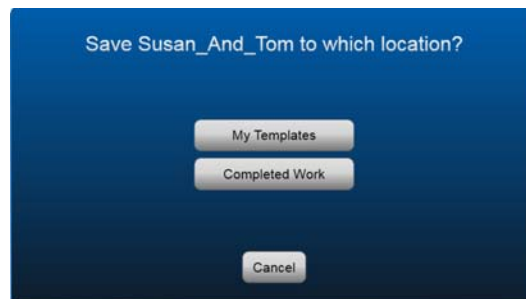 Save Susan_And_Tom to which location?
My Templates
Completed Work
Cancel